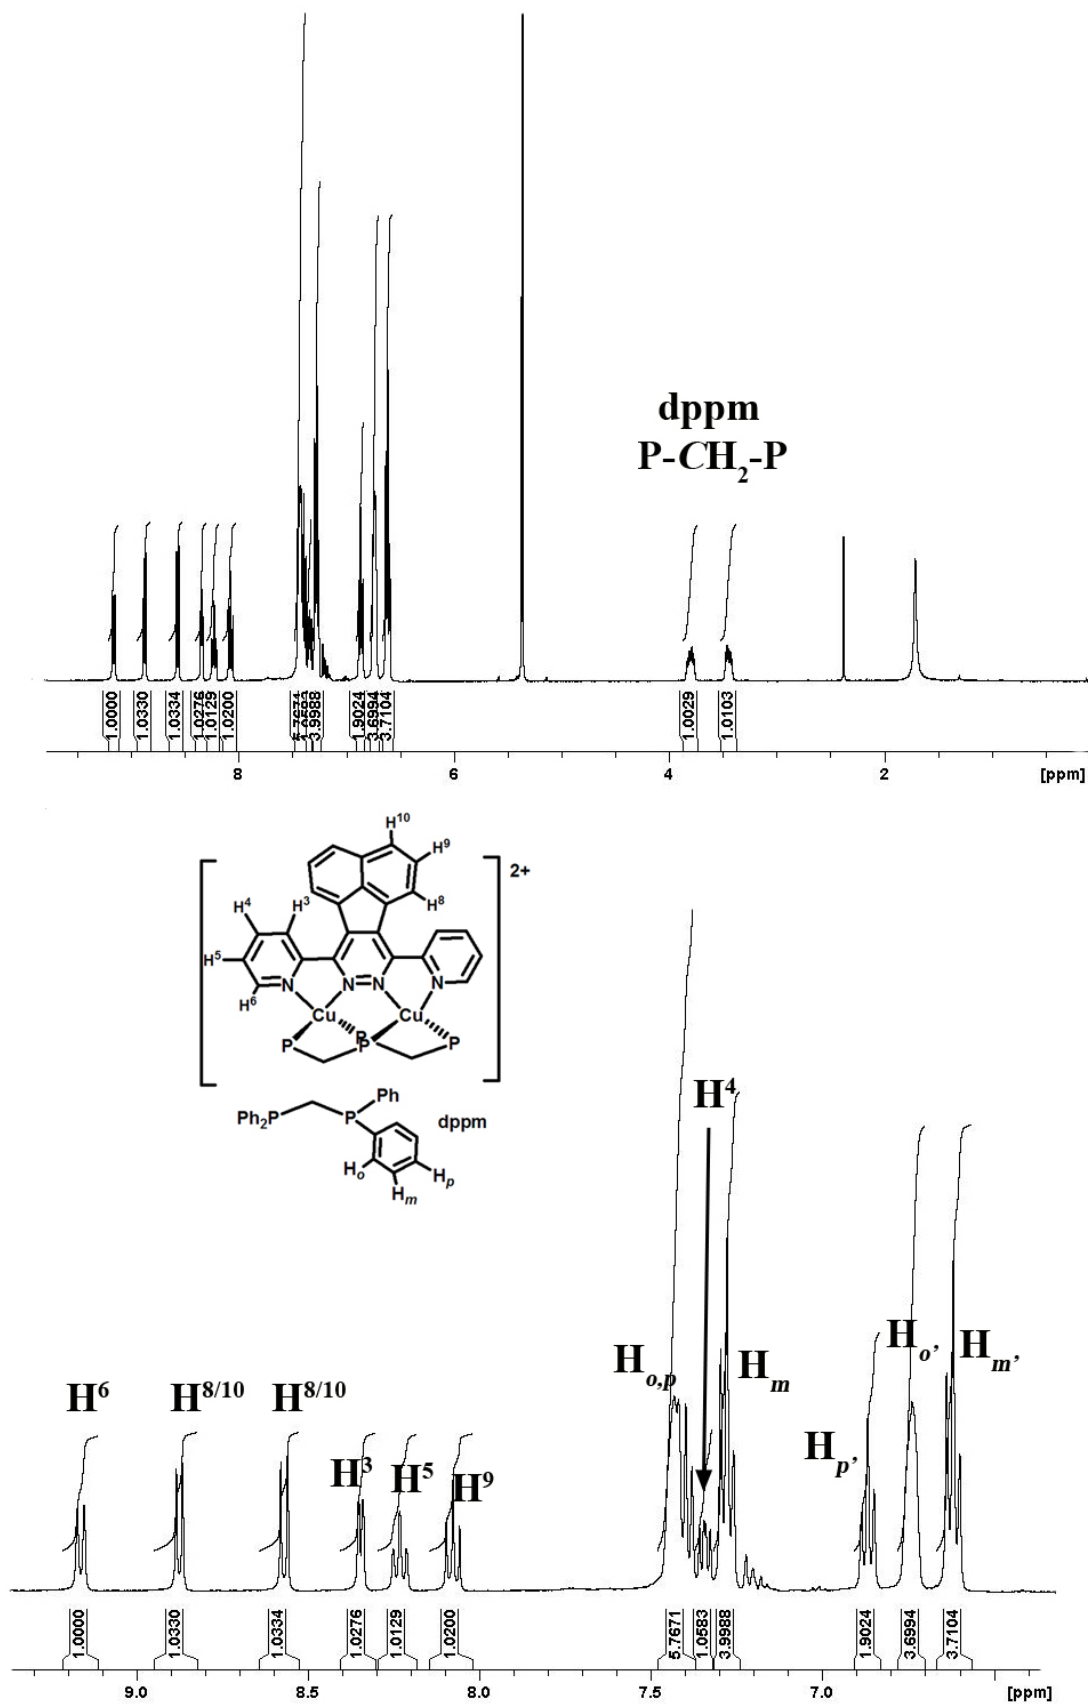 dppm
P-CH₂-P
1.0000
1.0330
1.0334
1.0276
1.0129
1.0200
5.7671
1.0583
3.9988
1.9024
3.6994
3.7104
1.0029
1.0103
8 6 4 2 [ppm]
H¹⁰
H⁹
H⁸
2+
H⁴ H³
H⁵
H⁶
N N N N
Cu Cu
P P P P
Ph
Ph₂P P dppm
Hₒ
Hₘ
Hₚ
H⁴
Hₒ,ₚ
Hₘ
Hₚ'
Hₒ'
Hₘ'
H⁶
H⁸/¹⁰
H⁸/¹⁰
H³
H⁵
H⁹
1.0000
1.0330
1.0334
1.0276
1.0129
1.0200
5.7671
1.0583
3.9988
1.9024
3.6994
3.7104
9.0 8.5 8.0 7.5 7.0 [ppm]